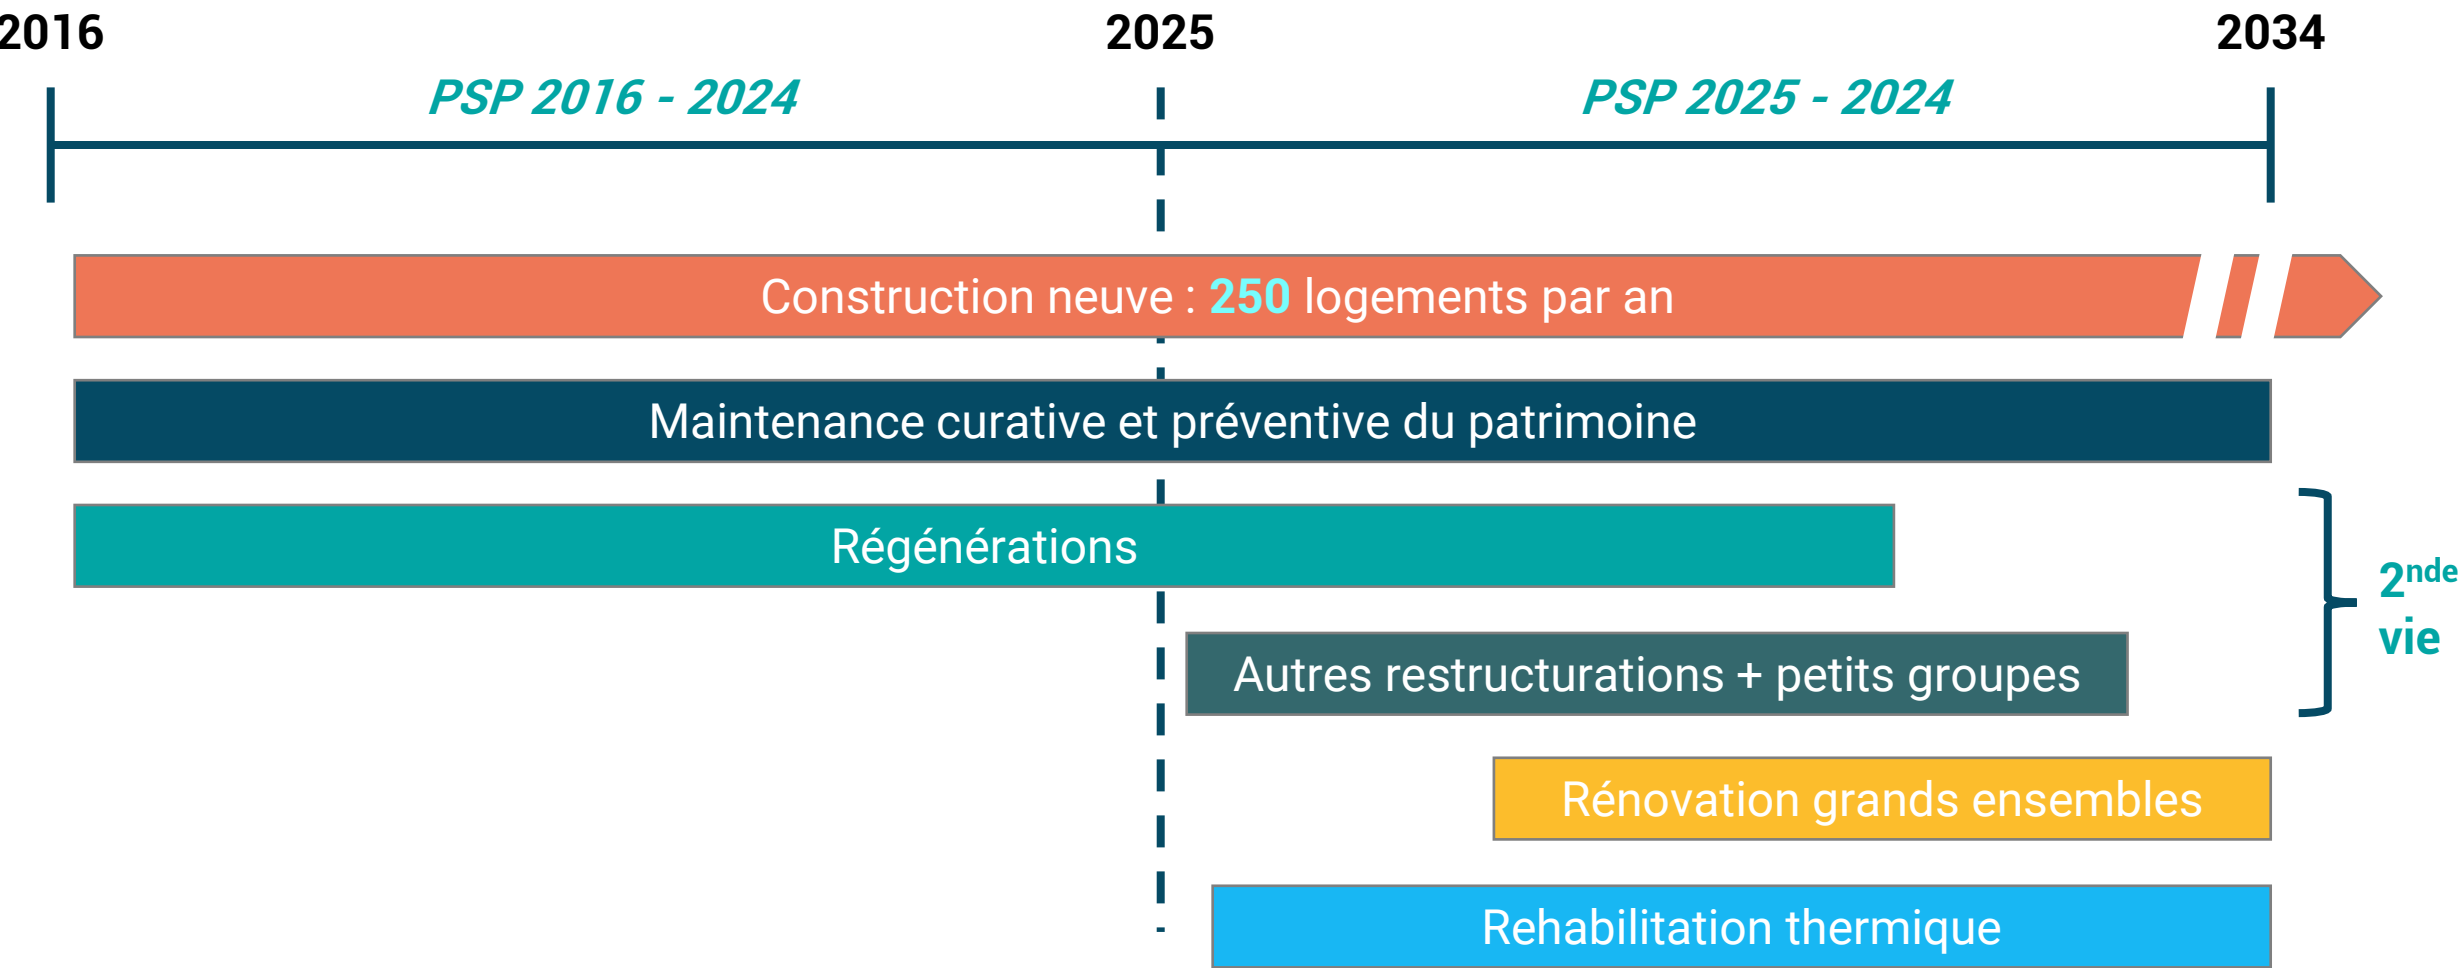 2016 2025 2034
PSP 2016 - 2024 PSP 2025 - 2024
Construction neuve : 250 logements par an
Maintenance curative et préventive du patrimoine
Régénérations
2nde
vie
Autres restructurations + petits groupes
Rénovation grands ensembles
Rehabilitation thermique